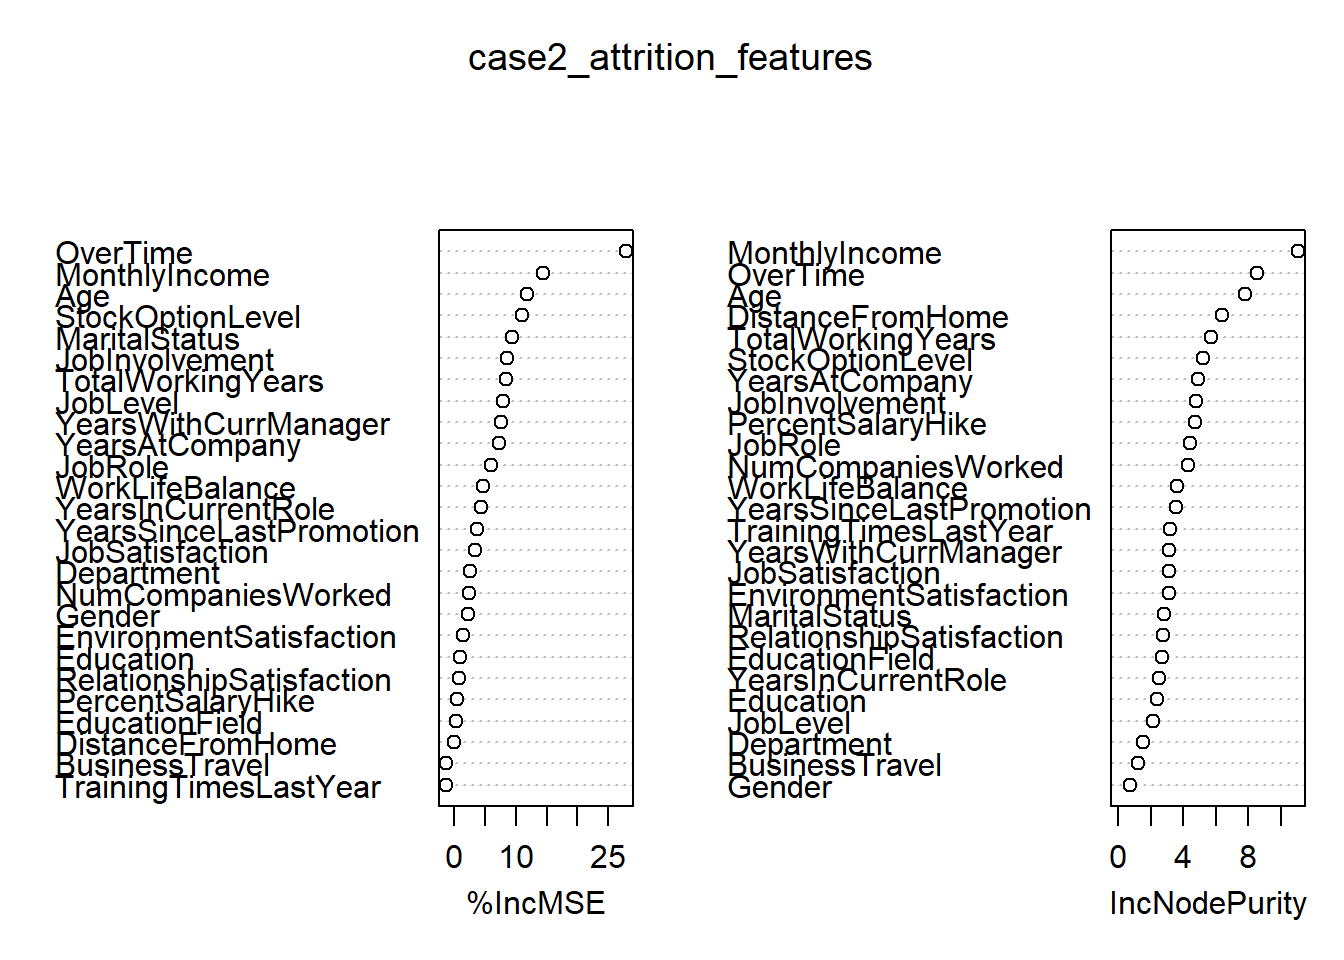 case2_attrition_features
OverTime
MonthlyIncome
Age
StockOptionLevel
MaritalStatus
JobInvolvement
TotalWorkingYears
JobLevel
YearsWithCurrManager
YearsAtCompany
JobRole
WorkLifeBalance
YearsInCurrentRole
YearsSinceLastPromotion
JobSatisfaction
Department
NumCompaniesWorked
Gender
EnvironmentSatisfaction
Education
RelationshipSatisfaction
PercentSalaryHike
EducationField
DistanceFromHome
BusinessTravel
TrainingTimesLastYear
0 10 25
%IncMSE
MonthlyIncome
OverTime
Age
DistanceFromHome
TotalWorkingYears
StockOptionLevel
YearsAtCompany
JobInvolvement
PercentSalaryHike
JobRole
NumCompaniesWorked
WorkLifeBalance
YearsSinceLastPromotion
TrainingTimesLastYear
YearsWithCurrManager
JobSatisfaction
EnvironmentSatisfaction
MaritalStatus
RelationshipSatisfaction
EducationField
YearsInCurrentRole
Education
JobLevel
Department
BusinessTravel
Gender
0 4 8
IncNodePurity